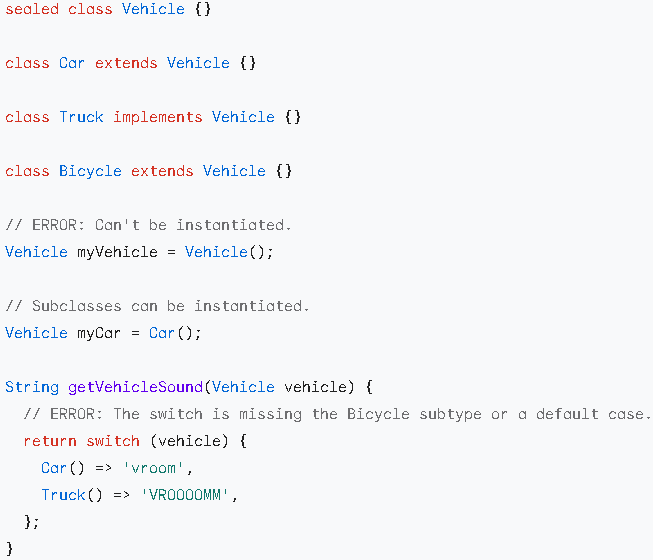 sealed class Vehicle {}
class Car extends Vehicle {}
class Truck implements Vehicle {}
class Bicycle extends Vehicle {}
// ERROR: Can't be instantiated.
Vehicle myVehicle = Vehicle();
// Subclasses can be instantiated.
Vehicle myCar = Car();
String getVehicleSound(Vehicle vehicle) {
  // ERROR: The switch is missing the Bicycle subtype or a default case.
  return switch (vehicle) {
    Car() => 'vroom',
    Truck() => 'VROOOOMM',
  };
}